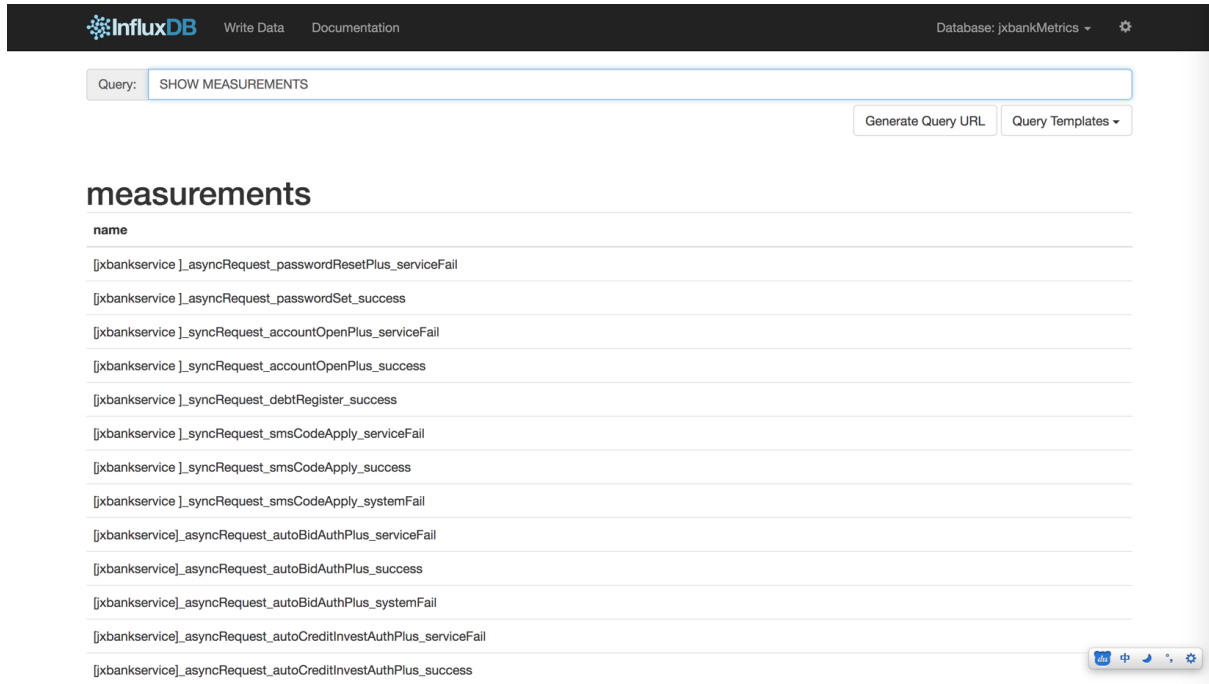 InfluxDB Write Data Documentation Database: jxbankMetrics
Query: SHOW MEASUREMENTS
Generate Query URL Query Templates
measurements
name
[jxbankservice ]_asyncRequest_passwordResetPlus_serviceFail
[jxbankservice ]_asyncRequest_passwordSet_success
[jxbankservice ]_syncRequest_accountOpenPlus_serviceFail
[jxbankservice ]_syncRequest_accountOpenPlus_success
[jxbankservice ]_syncRequest_debtRegister_success
[jxbankservice ]_syncRequest_smsCodeApply_serviceFail
[jxbankservice ]_syncRequest_smsCodeApply_success
[jxbankservice ]_syncRequest_smsCodeApply_systemFail
[jxbankservice]_asyncRequest_autoBidAuthPlus_serviceFail
[jxbankservice]_asyncRequest_autoBidAuthPlus_success
[jxbankservice]_asyncRequest_autoBidAuthPlus_systemFail
[jxbankservice]_asyncRequest_autoCreditInvestAuthPlus_serviceFail
[jxbankservice]_asyncRequest_autoCreditInvestAuthPlus_success
du 中 °,